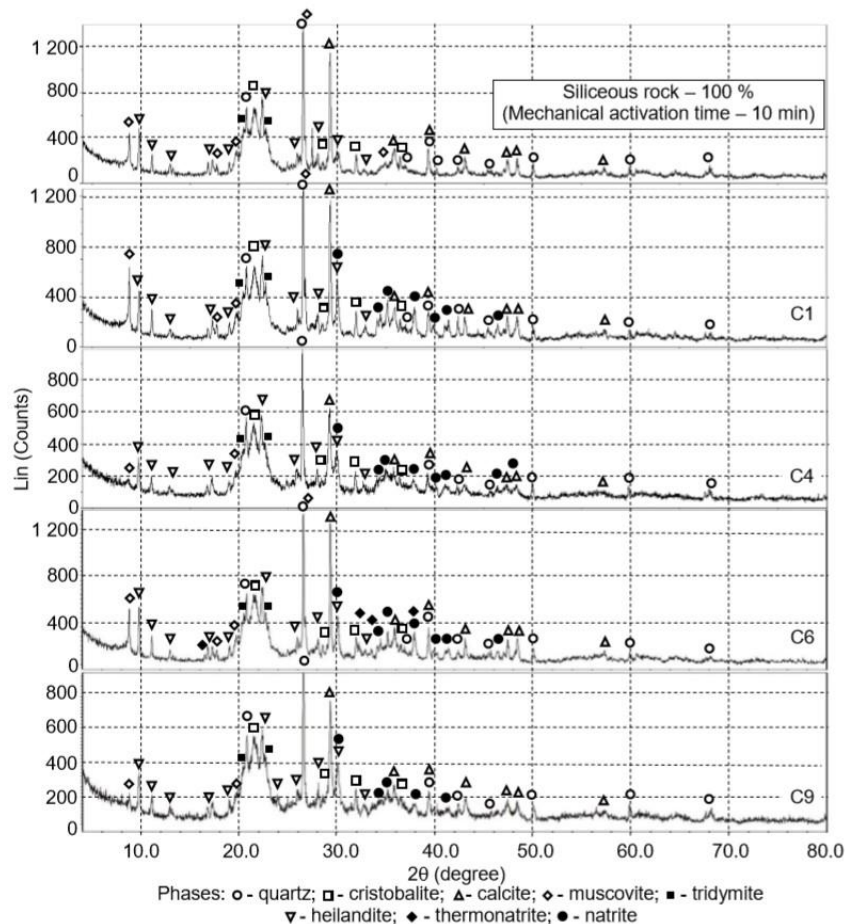 1 200
800
400
0
Siliceous rock – 100 %
(Mechanical activation time – 10 min)
1200
800
400
0
C1
800
600
400
200
0
C4
1 200
800
400
0
C6
800
600
400
200
0
C9
Lin (Counts)
10.0 20.0 30.0 40.0 50.0 60.0 70.0 80.0
2θ (degree)
Phases: ○ - quartz; □ - cristobalite; △ - calcite; ◇ - muscovite; ■ - tridymite
▽ - heilandite; ◆ - thermonatrite; ● - natrite